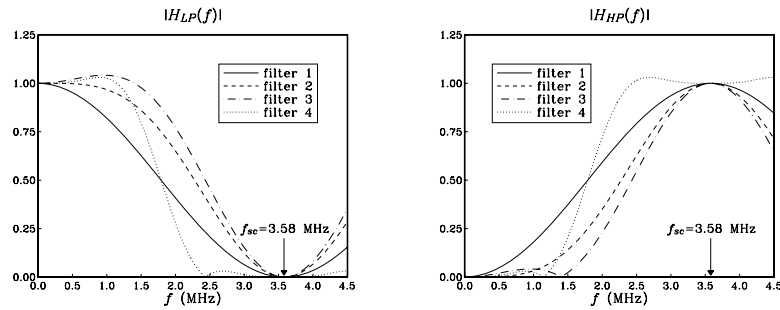 |H_LP(f)|
1.25
1.00
0.75
0.50
0.25
0.00
filter 1
filter 2
filter 3
filter 4
f_sc=3.58 MHz
0.0 0.5 1.0 1.5 2.0 2.5 3.0 3.5 4.0 4.5
f (MHz)
|H_HP(f)|
1.25
1.00
0.75
0.50
0.25
0.00
filter 1
filter 2
filter 3
filter 4
f_sc=3.58 MHz
0.0 0.5 1.0 1.5 2.0 2.5 3.0 3.5 4.0 4.5
f (MHz)